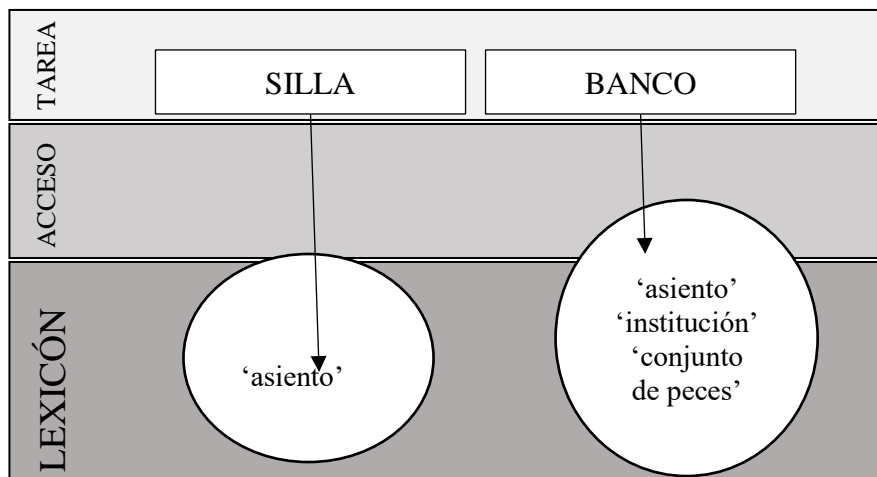 TAREA
SILLA
BANCO
ACCESO
LEXICÓN
‘asiento’
‘asiento’
‘institución’
‘conjunto
de peces’